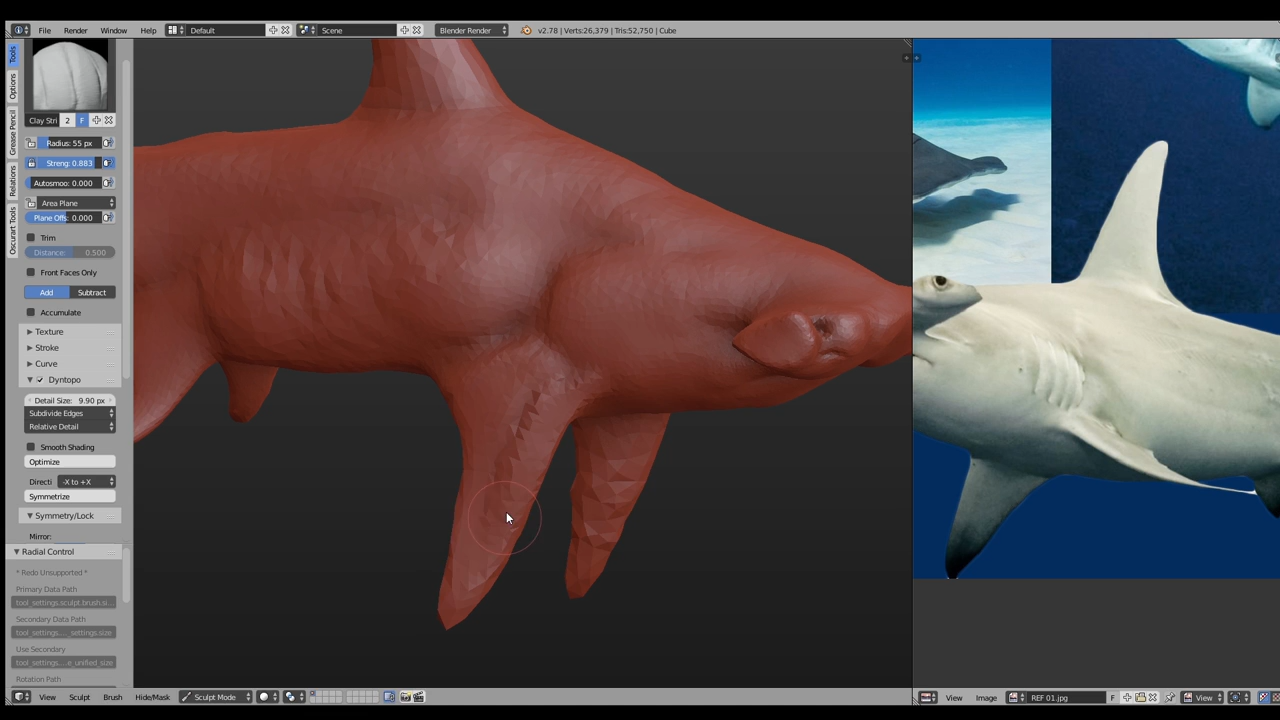 File Render Window Help Default Scene Blender Render v2.78 | Verts:26,379 | Tris:52,750 | Cube
Tools
Options
Grease Pencil
Relations
Oscurart Tools
Clay Stri 2 F
Radius: 55 px
Streng: 0.883
Autosmoo: 0.000
Area Plane
Plane Offs: 0.000
Trim
Distance: 0.500
Front Faces Only
Add Subtract
Accumulate
Texture
Stroke
Curve
Dyntopo
Detail Size: 9.90 px
Subdivide Edges
Relative Detail
Smooth Shading
Optimize
Directi -X to +X
Symmetrize
Symmetry/Lock
Mirror:
Radial Control
* Redo Unsupported *
Primary Data Path
tool_settings.sculpt.brush.si...
Secondary Data Path
tool_settings...._settings.size
Use Secondary
tool_settings....e_unified_size
Rotation Path
View Sculpt Brush Hide/Mask Sculpt Mode View Image REF 01.jpg F View